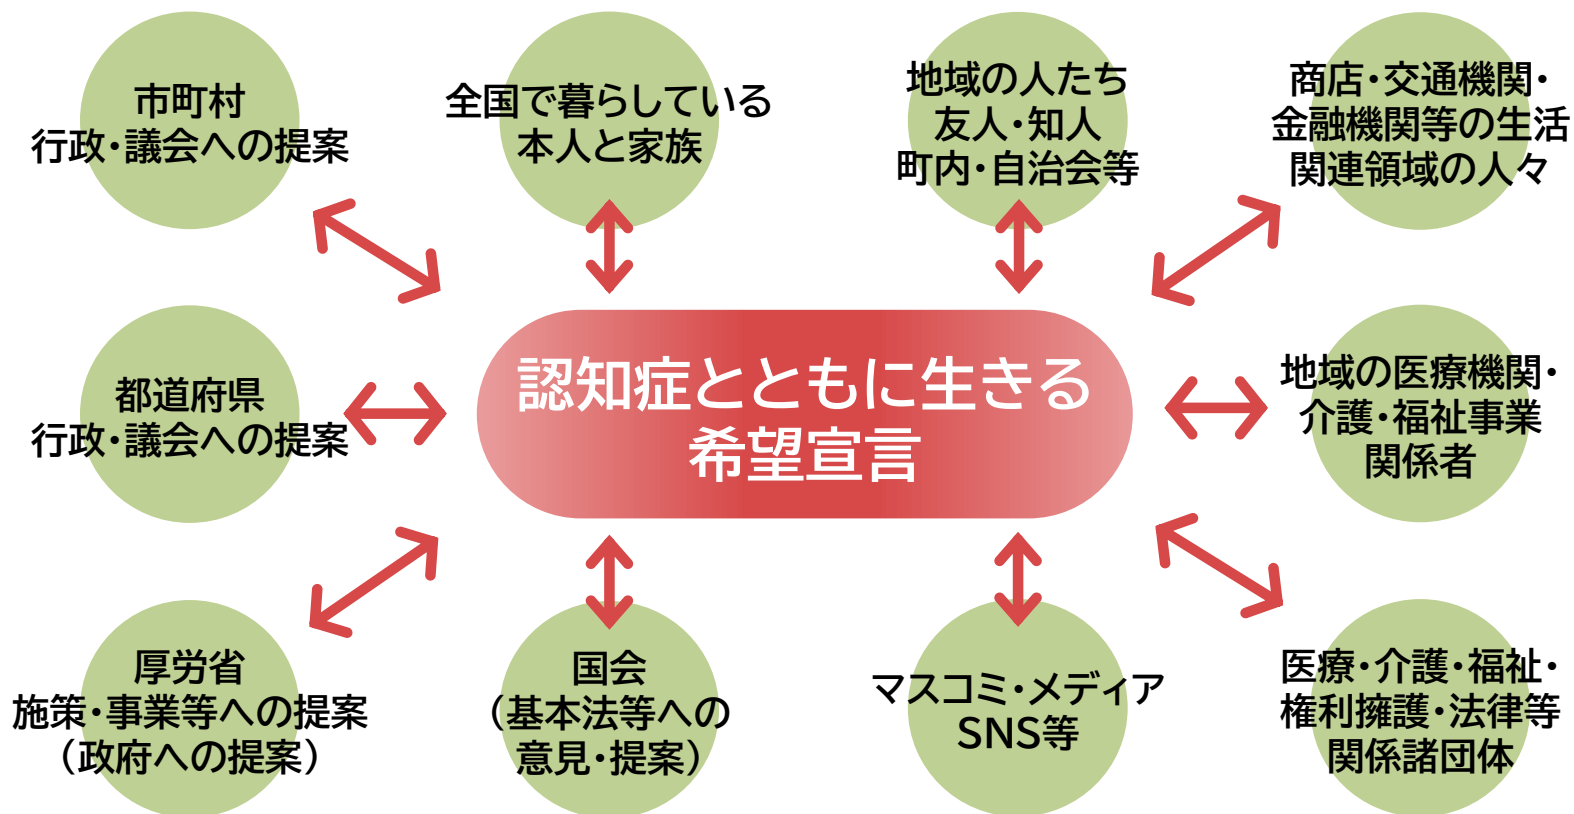 市町村
行政・議会への提案
全国で暮らしている
本人と家族
地域の人たち
友人・知人
町内・自治会等
商店・交通機関・
金融機関等の生活
関連領域の人々
都道府県
行政・議会への提案
認知症とともに生きる
希望宣言
地域の医療機関・
介護・福祉事業
関係者
厚労省
施策・事業等への提案
（政府への提案）
国会
（基本法等への
意見・提案）
マスコミ・メディア
SNS等
医療・介護・福祉・
権利擁護・法律等
関係諸団体